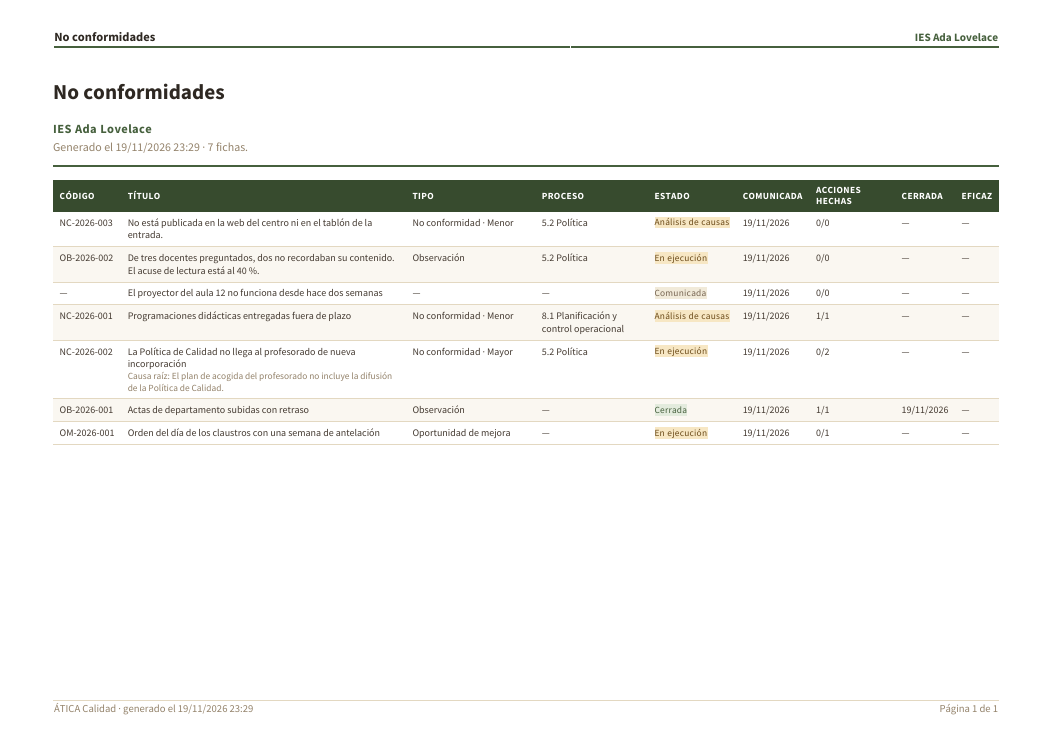 No conformidades
IES Ada Lovelace
No conformidades
IES Ada Lovelace
Generado el 19/11/2026 23:29 · 7 fichas.
CÓDIGO TÍTULO TIPO PROCESO ESTADO COMUNICADA ACCIONES HECHAS CERRADA EFICAZ
NC-2026-003 No está publicada en la web del centro ni en el tablón de la No conformidad · Menor 5.2 Política Análisis de causas 19/11/2026 0/0 — —
entrada.
OB-2026-002 De tres docentes preguntados, dos no recordaban su contenido. Observación 5.2 Política En ejecución 19/11/2026 0/0 — —
El acuse de lectura está al 40 %.
— El proyector del aula 12 no funciona desde hace dos semanas — — Comunicada 19/11/2026 0/0 — —
NC-2026-001 Programaciones didácticas entregadas fuera de plazo No conformidad · Menor 8.1 Planificación y Análisis de causas 19/11/2026 1/1 — —
control operacional
NC-2026-002 La Política de Calidad no llega al profesorado de nueva No conformidad · Mayor 5.2 Política En ejecución 19/11/2026 0/2 — —
incorporación
Causa raíz: El plan de acogida del profesorado no incluye la difusión
de la Política de Calidad.
OB-2026-001 Actas de departamento subidas con retraso Observación — Cerrada 19/11/2026 1/1 19/11/2026 —
OM-2026-001 Orden del día de los claustros con una semana de antelación Oportunidad de mejora — En ejecución 19/11/2026 0/1 — —
ÁTICA Calidad · generado el 19/11/2026 23:29
Página 1 de 1